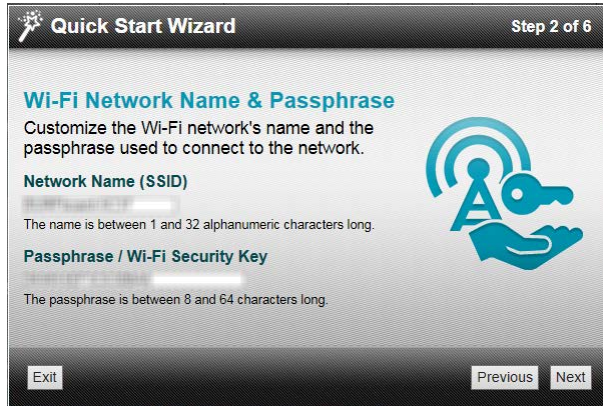 Quick Start Wizard
Step 2 of 6
Wi-Fi Network Name & Passphrase
Customize the Wi-Fi network's name and the
passphrase used to connect to the network.
Network Name (SSID)
The name is between 1 and 32 alphanumeric characters long.
Passphrase / Wi-Fi Security Key
The passphrase is between 8 and 64 characters long.
Exit
Previous
Next